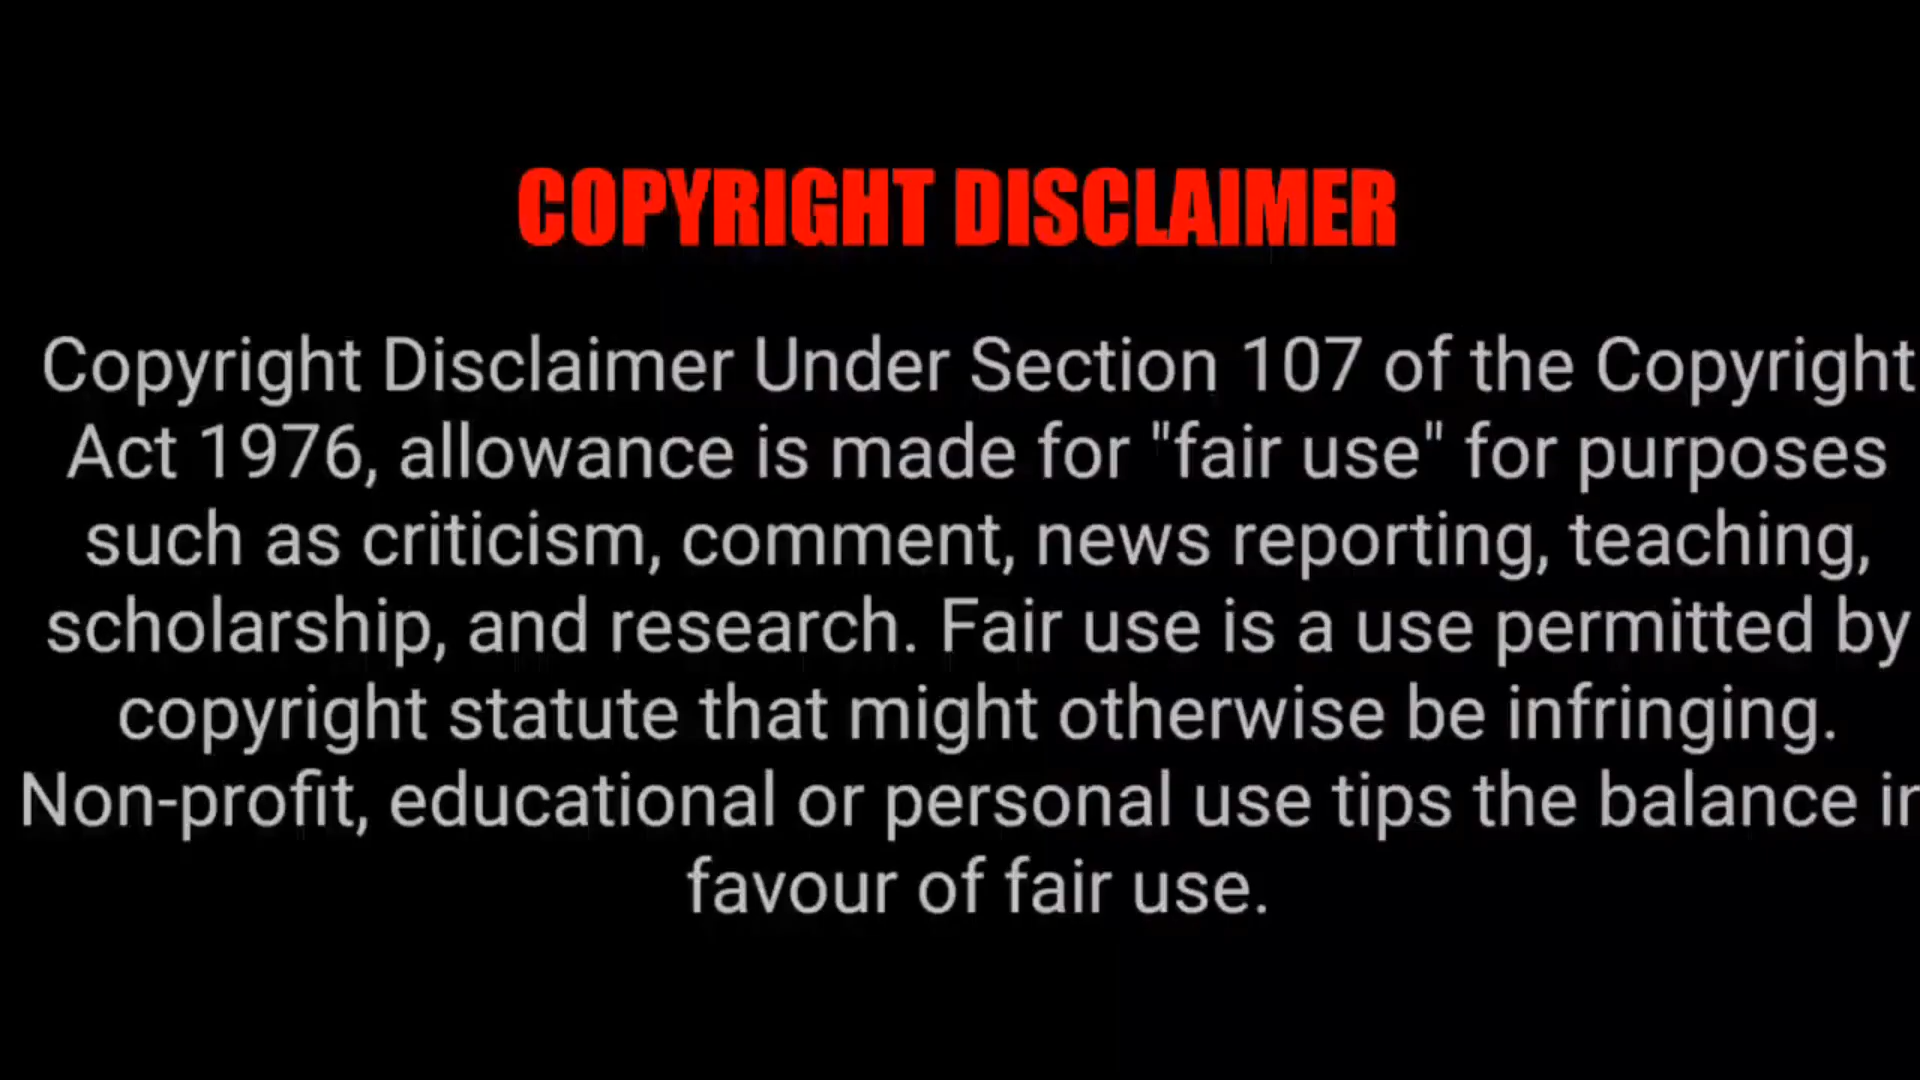 COPYRIGHT DISCLAIMER
Copyright Disclaimer Under Section 107 of the Copyright
Act 1976, allowance is made for "fair use" for purposes
such as criticism, comment, news reporting, teaching,
scholarship, and research. Fair use is a use permitted by
copyright statute that might otherwise be infringing.
Non-profit, educational or personal use tips the balance in
favour of fair use.